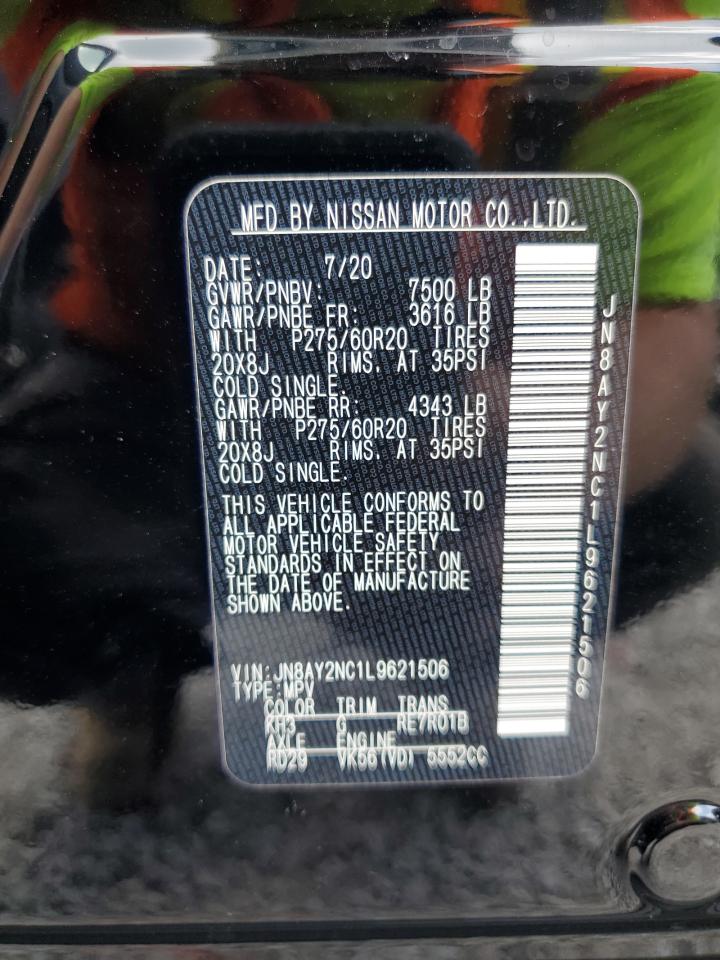 MFD BY NISSAN MOTOR CO.,LTD.
DATE: 7/20
GVWR/PNBV: 7500 LB
GAWR/PNBE FR: 3616 LB
WITH P275/60R20 TIRES
20X8J RIMS. AT 35PSI
COLD SINGLE.
GAWR/PNBE RR: 4343 LB
WITH P275/60R20 TIRES
20X8J RIMS. AT 35PSI
COLD SINGLE.
THIS VEHICLE CONFORMS TO
ALL APPLICABLE FEDERAL
MOTOR VEHICLE SAFETY
STANDARDS IN EFFECT ON
THE DATE OF MANUFACTURE
SHOWN ABOVE.
VIN:JN8AY2NC1L9621506
TYPE:MPV
COLOR TRIM TRANS
KH3 G RE7R01B
AXLE ENGINE
RD29 VK56(VD) 5552CC
JN8AY2NC1L9621506